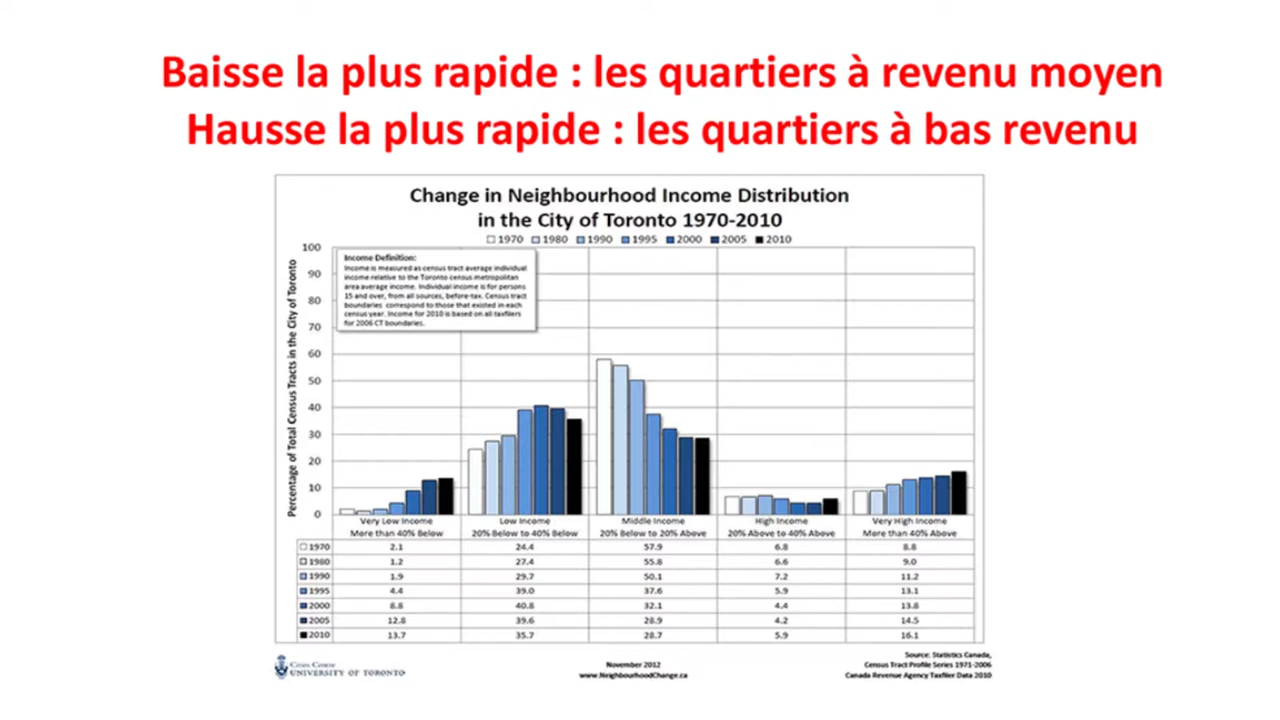 Baisse la plus rapide : les quartiers à revenu moyen
Hausse la plus rapide : les quartiers à bas revenu
Change in Neighbourhood Income Distribution
in the City of Toronto 1970-2010
1970 1980 1990 1995 2000 2005 2010
Percentage of Total Census Tracts in the City of Toronto
100
90
80
70
60
50
40
30
20
10
0
Income Definition:
Income is measured as census tract average individual
income relative to the Toronto census metropolitan
area average income. Individual income is for persons
15 and over, from all sources, before-tax. Census tract
boundaries correspond to those that existed in each
census year. Income for 2010 is based on all taxfilers
for 2006 CT boundaries.
Very Low Income Low Income Middle Income High Income Very High Income
More than 40% Below 20% Below to 40% Below 20% Below to 20% Above 20% Above to 40% Above More than 40% Above
1970 2.1 24.4 57.9 6.8 8.8
1980 1.2 27.4 55.8 6.6 9.0
1990 1.9 29.7 50.1 7.2 11.2
1995 4.4 39.0 37.6 5.9 13.1
2000 8.8 40.8 32.1 4.4 13.8
2005 12.8 39.6 28.9 4.2 14.5
2010 13.7 35.7 28.7 5.9 16.1
Cities Centre
UNIVERSITY OF TORONTO
November 2012
www.NeighbourhoodChange.ca
Source: Statistics Canada,
Census Tract Profile Series 1971-2006
Canada Revenue Agency Taxfiler Data 2010